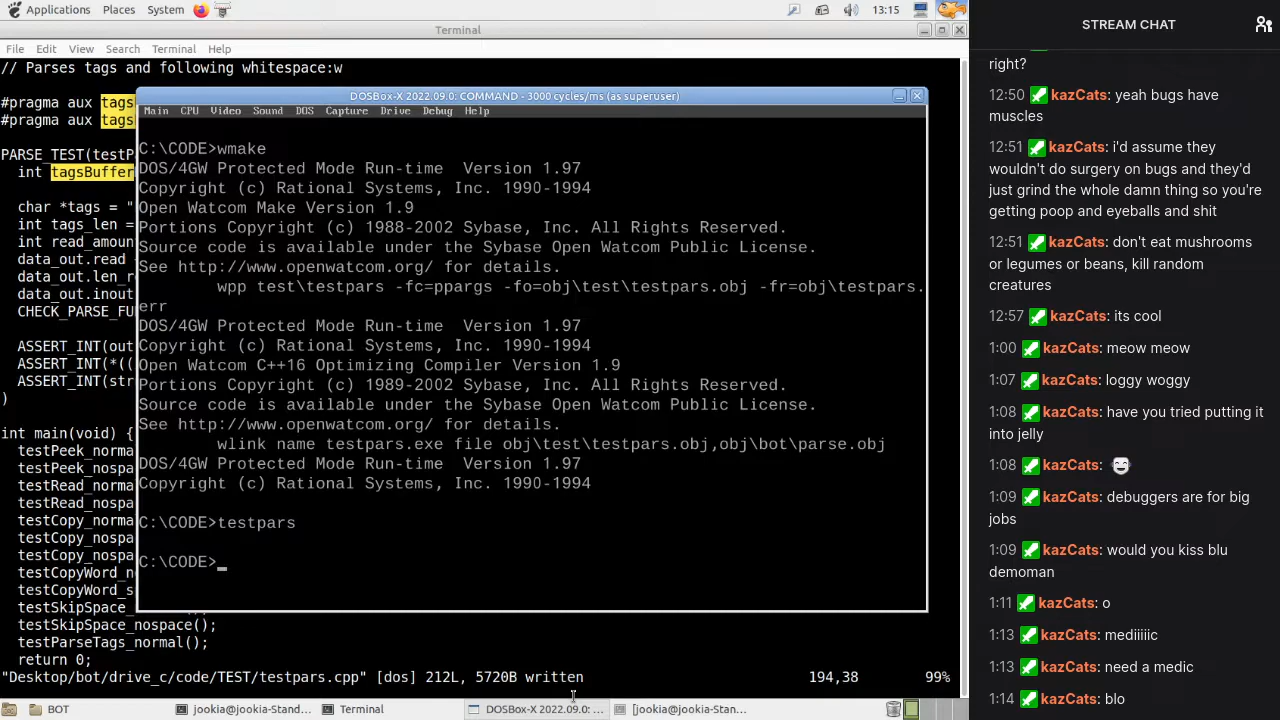 Applications Places System 13:15
Terminal
File Edit View Search Terminal Help
// Parses tags and following whitespace:w
#pragma aux tags
#pragma aux tags
PARSE_TEST(testP
int tagsBuffer
char *tags = "
int tags_len =
int read_amoun
data_out.read
data_out.len_r
data_out.inout
CHECK_PARSE_FU
ASSERT_INT(out
ASSERT_INT(*((
ASSERT_INT(str
)
int main(void) {
testPeek_norma
testPeek_nospa
testRead_norma
testRead_nospa
testCopy_norma
testCopy_nospa
testCopy_nospa
testCopyWord_n
testCopyWord_s
testSkipSpace_
testSkipSpace_nospace();
testParseTags_normal();
return 0;
"Desktop/bot/drive_c/code/TEST/testpars.cpp" [dos] 212L, 5720B written 194,38 99%
DOSBox-X 2022.09.0: COMMAND - 3000 cycles/ms (as superuser)
Main CPU Video Sound DOS Capture Drive Debug Help
C:\CODE>wmake
DOS/4GW Protected Mode Run-time Version 1.97
Copyright (c) Rational Systems, Inc. 1990-1994
Open Watcom Make Version 1.9
Portions Copyright (c) 1988-2002 Sybase, Inc. All Rights Reserved.
Source code is available under the Sybase Open Watcom Public License.
See http://www.openwatcom.org/ for details.
wpp test\testpars -fc=ppargs -fo=obj\test\testpars.obj -fr=obj\testpars.
err
DOS/4GW Protected Mode Run-time Version 1.97
Copyright (c) Rational Systems, Inc. 1990-1994
Open Watcom C++16 Optimizing Compiler Version 1.9
Portions Copyright (c) 1989-2002 Sybase, Inc. All Rights Reserved.
Source code is available under the Sybase Open Watcom Public License.
See http://www.openwatcom.org/ for details.
wlink name testpars.exe file obj\test\testpars.obj,obj\bot\parse.obj
DOS/4GW Protected Mode Run-time Version 1.97
Copyright (c) Rational Systems, Inc. 1990-1994
C:\CODE>testpars
C:\CODE>_
BOT jookia@jookia-Stand... Terminal DOSBox-X 2022.09.0: ... [jookia@jookia-Stan...
STREAM CHAT
right?
12:50 kazCats: yeah bugs have
muscles
12:51 kazCats: i'd assume they
wouldn't do surgery on bugs and they'd
just grind the whole damn thing so you're
getting poop and eyeballs and shit
12:51 kazCats: don't eat mushrooms
or legumes or beans, kill random
creatures
12:57 kazCats: its cool
1:00 kazCats: meow meow
1:07 kazCats: loggy woggy
1:08 kazCats: have you tried putting it
into jelly
1:08 kazCats:
1:09 kazCats: debuggers are for big
jobs
1:09 kazCats: would you kiss blu
demoman
1:11 kazCats: o
1:13 kazCats: mediiiiic
1:13 kazCats: need a medic
1:14 kazCats: blo